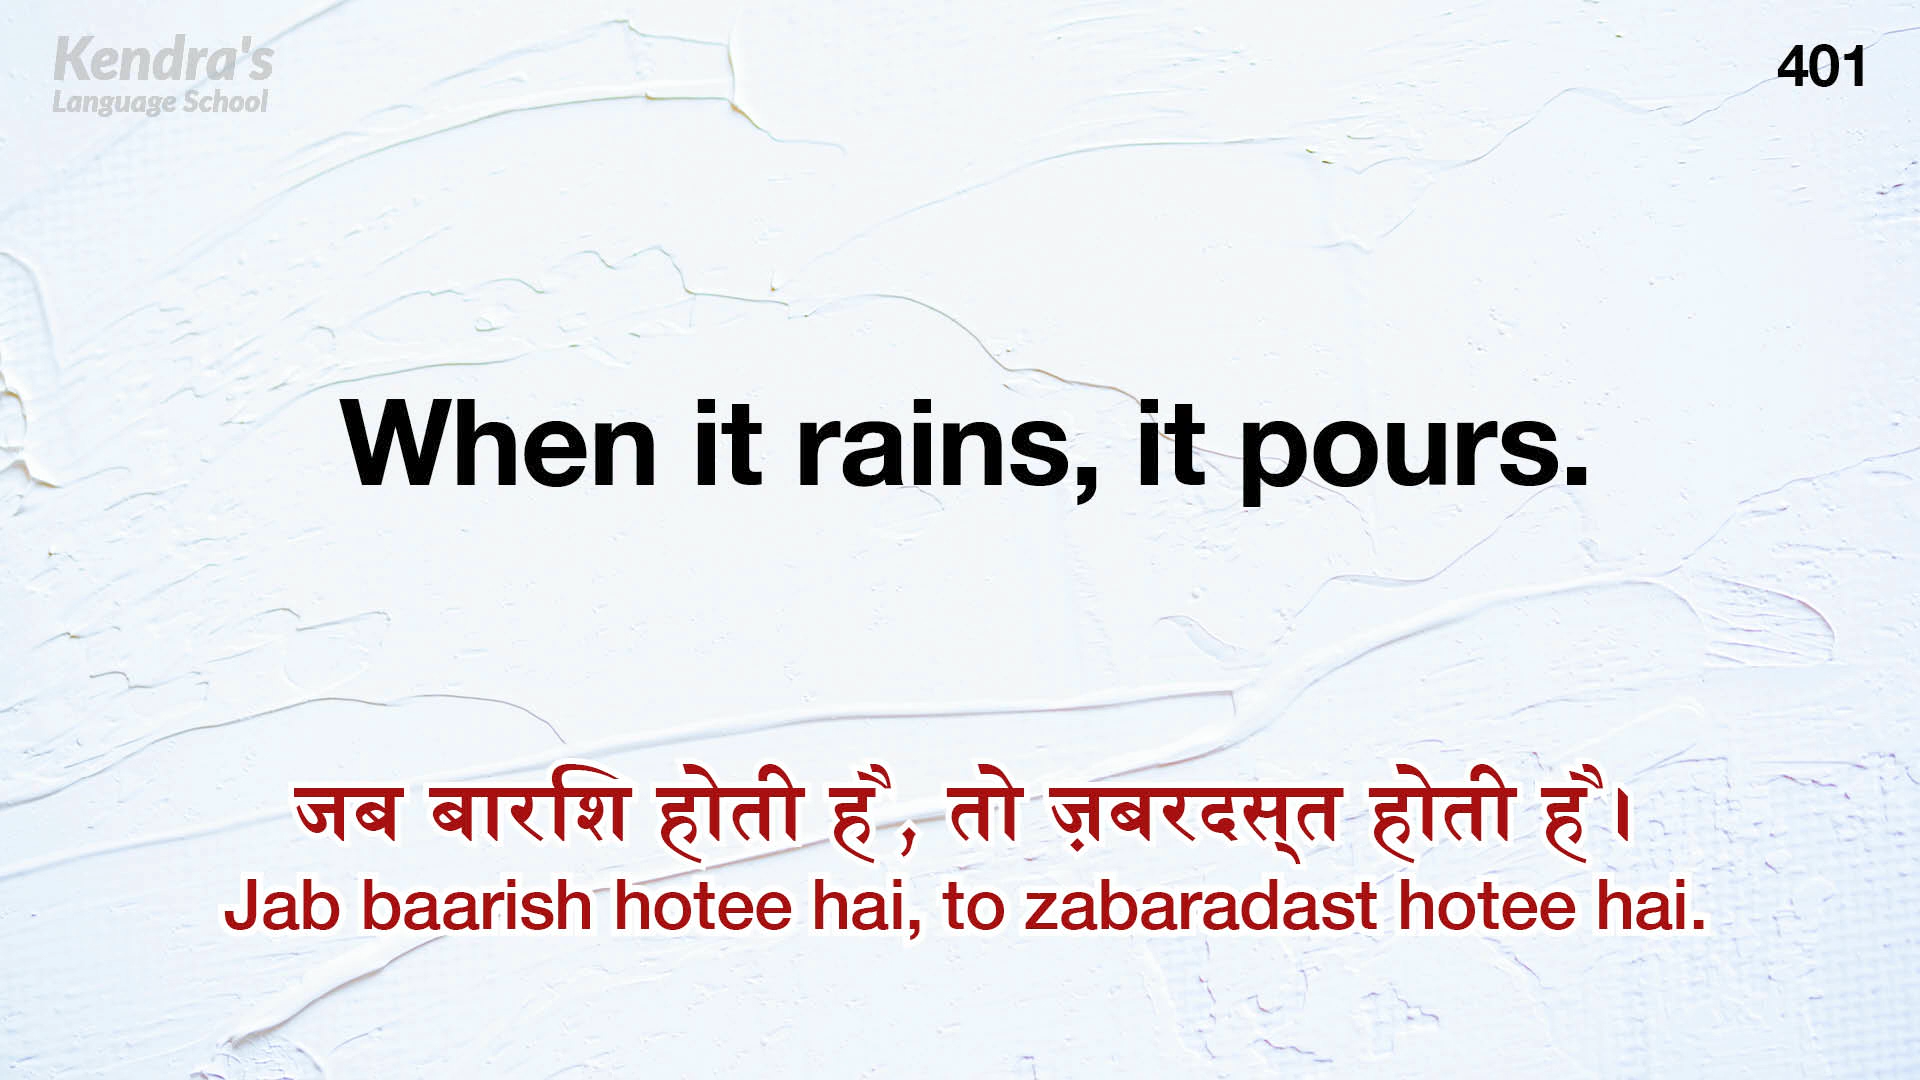 Kendra's
Language School
401
When it rains, it pours.
जब बारिश होती है, तो ज़बरदस्त होती है।
Jab baarish hotee hai, to zabaradast hotee hai.